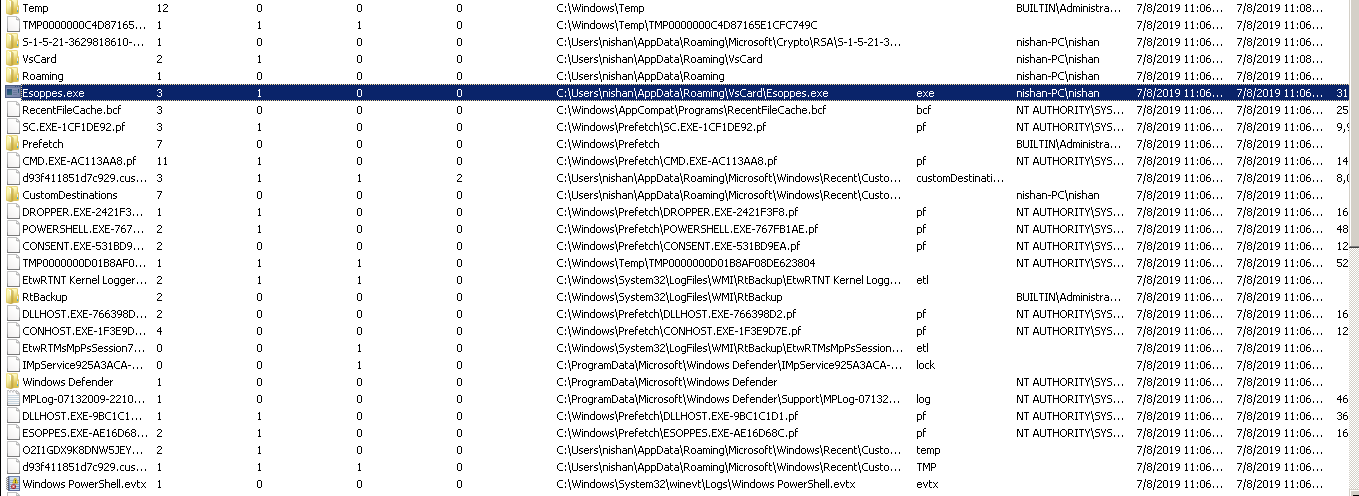 Temp 12 0 0 0 C:\Windows\Temp BUILTIN\Administra... 7/8/2019 11:06... 7/8/2019 11:08...
TMP0000000C4D87165... 1 1 1 0 C:\Windows\Temp\TMP0000000C4D87165E1CFC749C 7/8/2019 11:06... 7/8/2019 11:06...
S-1-5-21-3629818610-... 1 0 0 0 C:\Users\nishan\AppData\Roaming\Microsoft\Crypto\RSA\S-1-5-21-3... nishan-PC\nishan 7/8/2019 11:06... 7/8/2019 11:06...
VsCard 2 1 0 0 C:\Users\nishan\AppData\Roaming\VsCard nishan-PC\nishan 7/8/2019 11:06... 7/8/2019 11:08...
Roaming 1 0 0 0 C:\Users\nishan\AppData\Roaming nishan-PC\nishan 7/8/2019 11:06... 7/8/2019 11:06...
Esoppes.exe 3 1 0 0 C:\Users\nishan\AppData\Roaming\VsCard\Esoppes.exe exe nishan-PC\nishan 7/8/2019 11:06... 7/8/2019 11:06... 31
RecentFileCache.bcf 3 0 0 0 C:\Windows\AppCompat\Programs\RecentFileCache.bcf bcf NT AUTHORITY\SYS... 7/8/2019 11:06... 7/8/2019 11:06... 25
SC.EXE-1CF1DE92.pf 3 1 0 0 C:\Windows\Prefetch\SC.EXE-1CF1DE92.pf pf NT AUTHORITY\SYS... 7/8/2019 11:06... 7/8/2019 11:06... 9,
Prefetch 7 0 0 0 C:\Windows\Prefetch BUILTIN\Administra... 7/8/2019 11:06... 7/8/2019 11:06...
CMD.EXE-AC113AA8.pf 11 1 0 0 C:\Windows\Prefetch\CMD.EXE-AC113AA8.pf pf NT AUTHORITY\SYS... 7/8/2019 11:06... 7/8/2019 11:06... 14
d93f411851d7c929.cus... 3 1 1 2 C:\Users\nishan\AppData\Roaming\Microsoft\Windows\Recent\Custo... customDestinati... 7/8/2019 11:06... 7/8/2019 11:06... 8,
CustomDestinations 7 0 0 0 C:\Users\nishan\AppData\Roaming\Microsoft\Windows\Recent\Custo... nishan-PC\nishan 7/8/2019 11:06... 7/8/2019 11:06...
DROPPER.EXE-2421F3... 1 1 0 0 C:\Windows\Prefetch\DROPPER.EXE-2421F3F8.pf pf NT AUTHORITY\SYS... 7/8/2019 11:06... 7/8/2019 11:06... 16
POWERSHELL.EXE-767... 2 1 0 0 C:\Windows\Prefetch\POWERSHELL.EXE-767FB1AE.pf pf NT AUTHORITY\SYS... 7/8/2019 11:06... 7/8/2019 11:06... 48
CONSENT.EXE-531BD9... 2 0 0 0 C:\Windows\Prefetch\CONSENT.EXE-531BD9EA.pf pf NT AUTHORITY\SYS... 7/8/2019 11:06... 7/8/2019 11:06... 12
TMP0000000D01B8AF0... 1 1 1 0 C:\Windows\Temp\TMP0000000D01B8AF08DE623804 NT AUTHORITY\SYS... 7/8/2019 11:06... 7/8/2019 11:06... 52
EtwRTNT Kernel Logger... 2 1 1 0 C:\Windows\System32\LogFiles\WMI\RtBackup\EtwRTNT Kernel Logg... etl 7/8/2019 11:06... 7/8/2019 11:06...
RtBackup 2 0 0 0 C:\Windows\System32\LogFiles\WMI\RtBackup BUILTIN\Administra... 7/8/2019 11:06... 7/8/2019 11:06...
DLLHOST.EXE-766398D... 2 0 0 0 C:\Windows\Prefetch\DLLHOST.EXE-766398D2.pf pf NT AUTHORITY\SYS... 7/8/2019 11:06... 7/8/2019 11:06... 16
CONHOST.EXE-1F3E9D... 4 0 0 0 C:\Windows\Prefetch\CONHOST.EXE-1F3E9D7E.pf pf NT AUTHORITY\SYS... 7/8/2019 11:06... 7/8/2019 11:06... 12
EtwRTMsMpPsSession7... 0 0 1 0 C:\Windows\System32\LogFiles\WMI\RtBackup\EtwRTMsMpPsSession... etl 7/8/2019 11:06... 7/8/2019 11:06...
IMpService925A3ACA-... 0 0 1 0 C:\ProgramData\Microsoft\Windows Defender\IMpService925A3ACA-... lock 7/8/2019 11:06... 7/8/2019 11:06...
Windows Defender 1 0 0 0 C:\ProgramData\Microsoft\Windows Defender NT AUTHORITY\SYS... 7/8/2019 11:06... 7/8/2019 11:06...
MPLog-07132009-2210... 1 0 0 0 C:\ProgramData\Microsoft\Windows Defender\Support\MPLog-07132... log NT AUTHORITY\SYS... 7/8/2019 11:06... 7/8/2019 11:06... 46
DLLHOST.EXE-9BC1C1... 1 1 0 0 C:\Windows\Prefetch\DLLHOST.EXE-9BC1C1D1.pf pf NT AUTHORITY\SYS... 7/8/2019 11:06... 7/8/2019 11:06... 36
ESOPPES.EXE-AE16D68... 2 1 0 0 C:\Windows\Prefetch\ESOPPES.EXE-AE16D68C.pf pf NT AUTHORITY\SYS... 7/8/2019 11:06... 7/8/2019 11:06... 16
O2I1GDX9K8DNW5JEY... 2 1 0 0 C:\Users\nishan\AppData\Roaming\Microsoft\Windows\Recent\Custo... temp 7/8/2019 11:06... 7/8/2019 11:06...
d93f411851d7c929.cus... 1 1 1 0 C:\Users\nishan\AppData\Roaming\Microsoft\Windows\Recent\Custo... TMP 7/8/2019 11:06... 7/8/2019 11:06...
Windows PowerShell.evtx 1 0 0 0 C:\Windows\System32\winevt\Logs\Windows PowerShell.evtx evtx 7/8/2019 11:06... 7/8/2019 11:06...